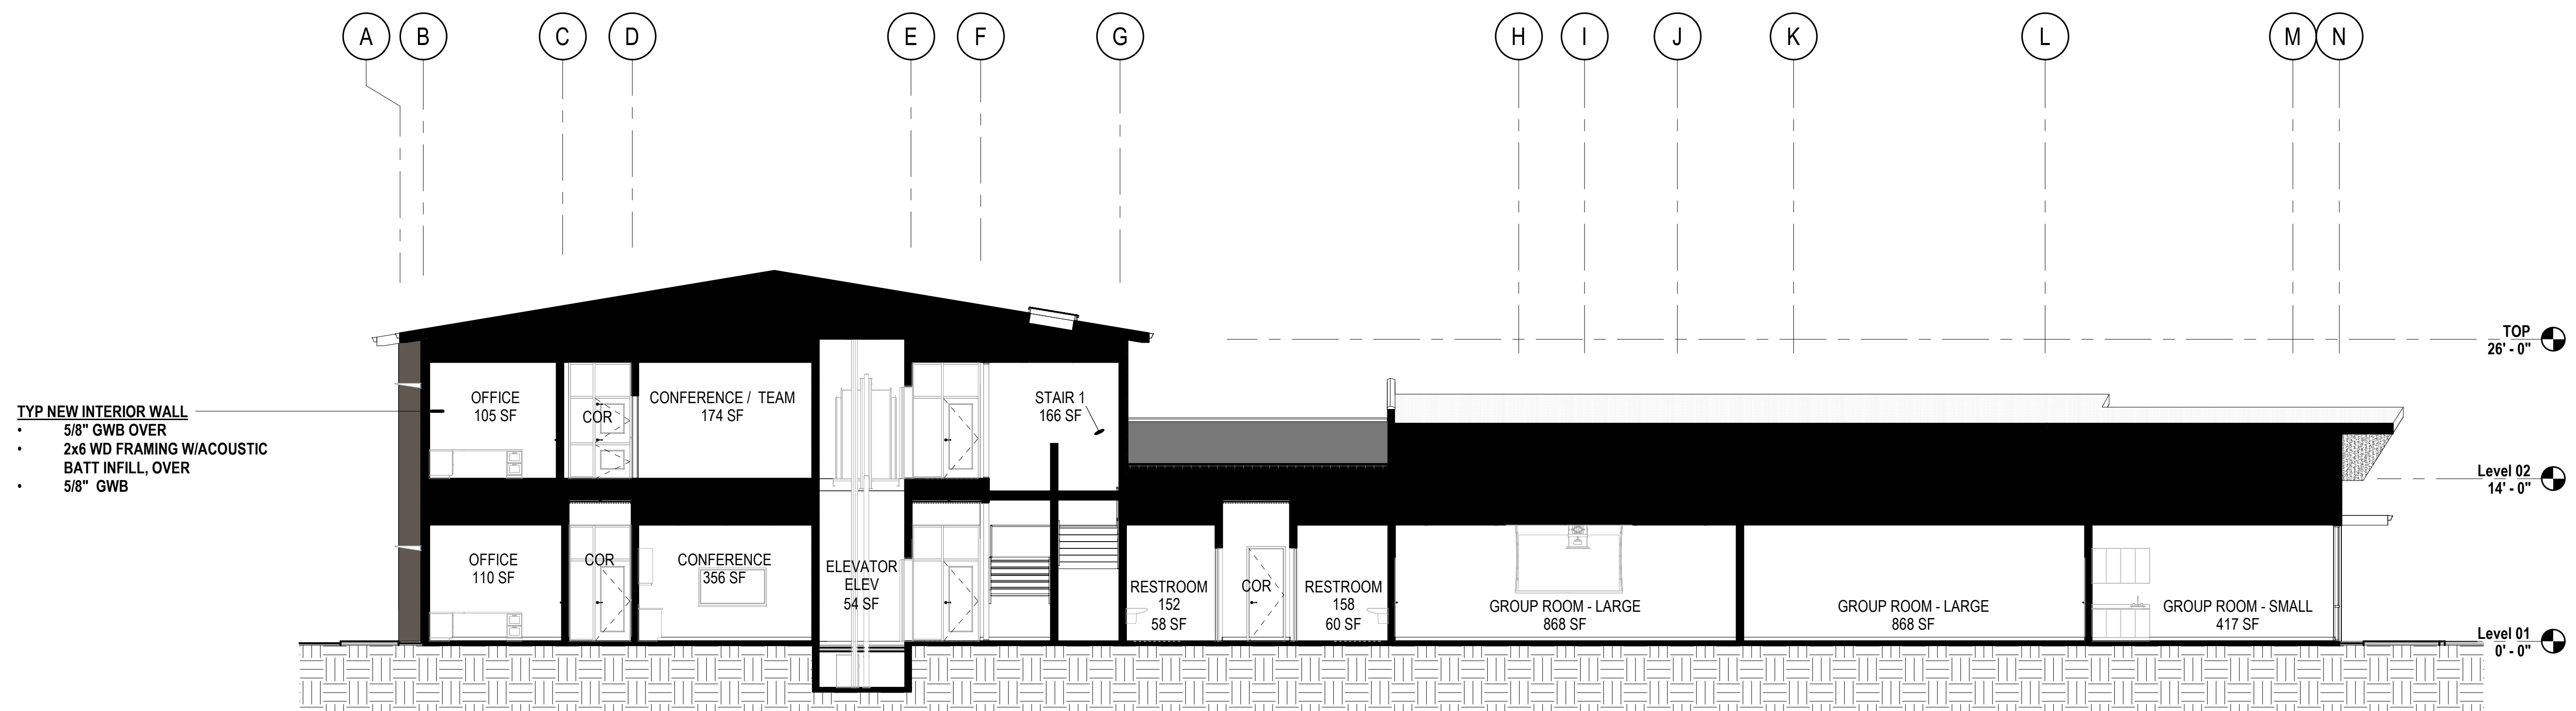 A B C D E F G H I J K L M N
TOP
26' - 0"
TYP NEW INTERIOR WALL
• 5/8" GWB OVER
• 2x6 WD FRAMING W/ACOUSTIC
BATT INFILL, OVER
• 5/8" GWB
OFFICE
105 SF
COR
CONFERENCE / TEAM
174 SF
STAIR 1
166 SF
Level 02
14' - 0"
OFFICE
110 SF
COR
CONFERENCE
356 SF
ELEVATOR
ELEV
54 SF
RESTROOM
152
58 SF
COR
RESTROOM
158
60 SF
GROUP ROOM - LARGE
868 SF
GROUP ROOM - LARGE
868 SF
GROUP ROOM - SMALL
417 SF
Level 01
0' - 0"